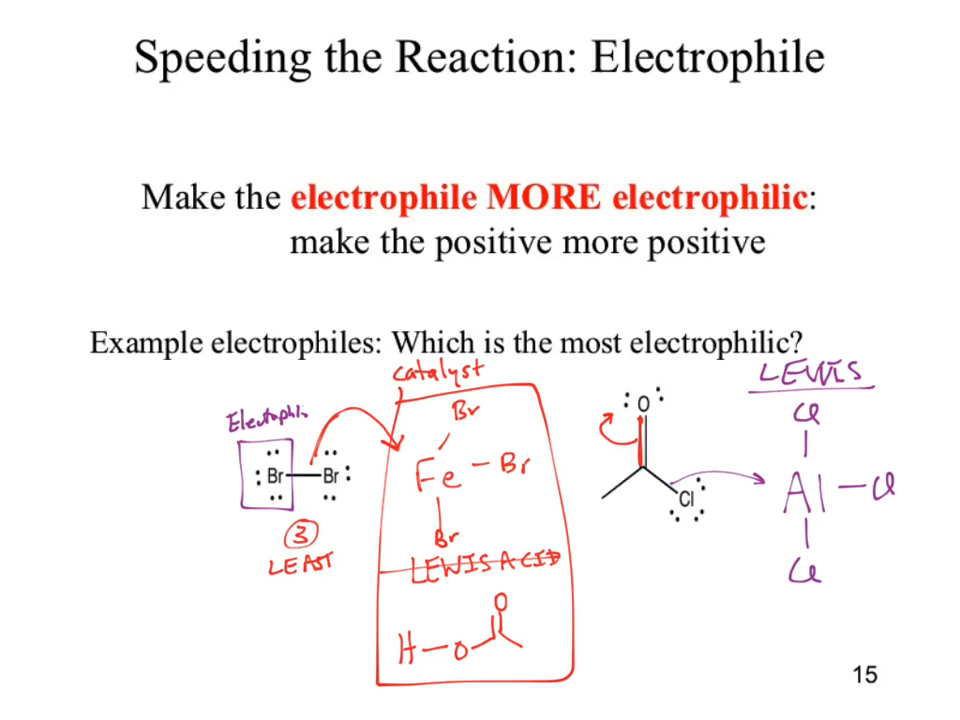 Speeding the Reaction: Electrophile
Make the electrophile MORE electrophilic:
make the positive more positive
Example electrophiles: Which is the most electrophilic?
catalyst
LEWIS
Br
:O:
Cl
Br
Br
Fe – Br
Cl
Al – Cl
Br
3
LEAST
LEWIS ACID
Cl
O
H – O
15